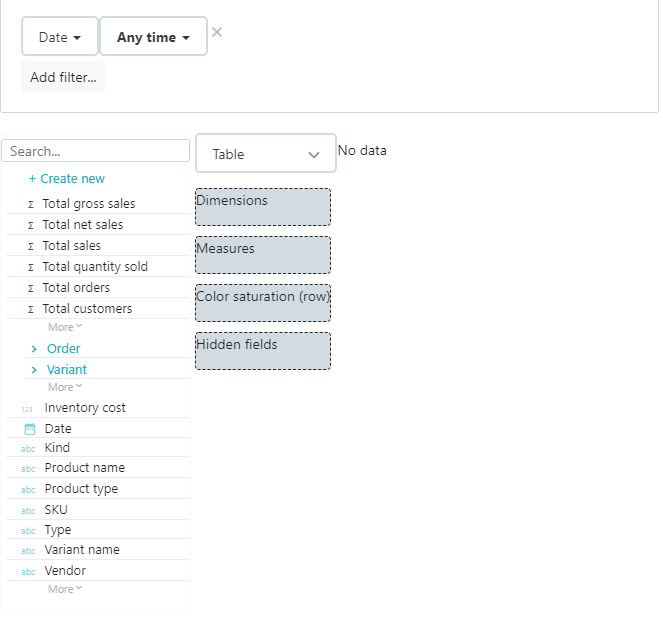 Date
Any time
Add filter...
Search...
Table
No data
+ Create new
Σ Total gross sales
Σ Total net sales
Σ Total sales
Σ Total quantity sold
Σ Total orders
Σ Total customers
More
Order
Variant
More
123 Inventory cost
Date
abc Kind
abc Product name
abc Product type
abc SKU
abc Type
abc Variant name
abc Vendor
More
Dimensions
Measures
Color saturation (row)
Hidden fields